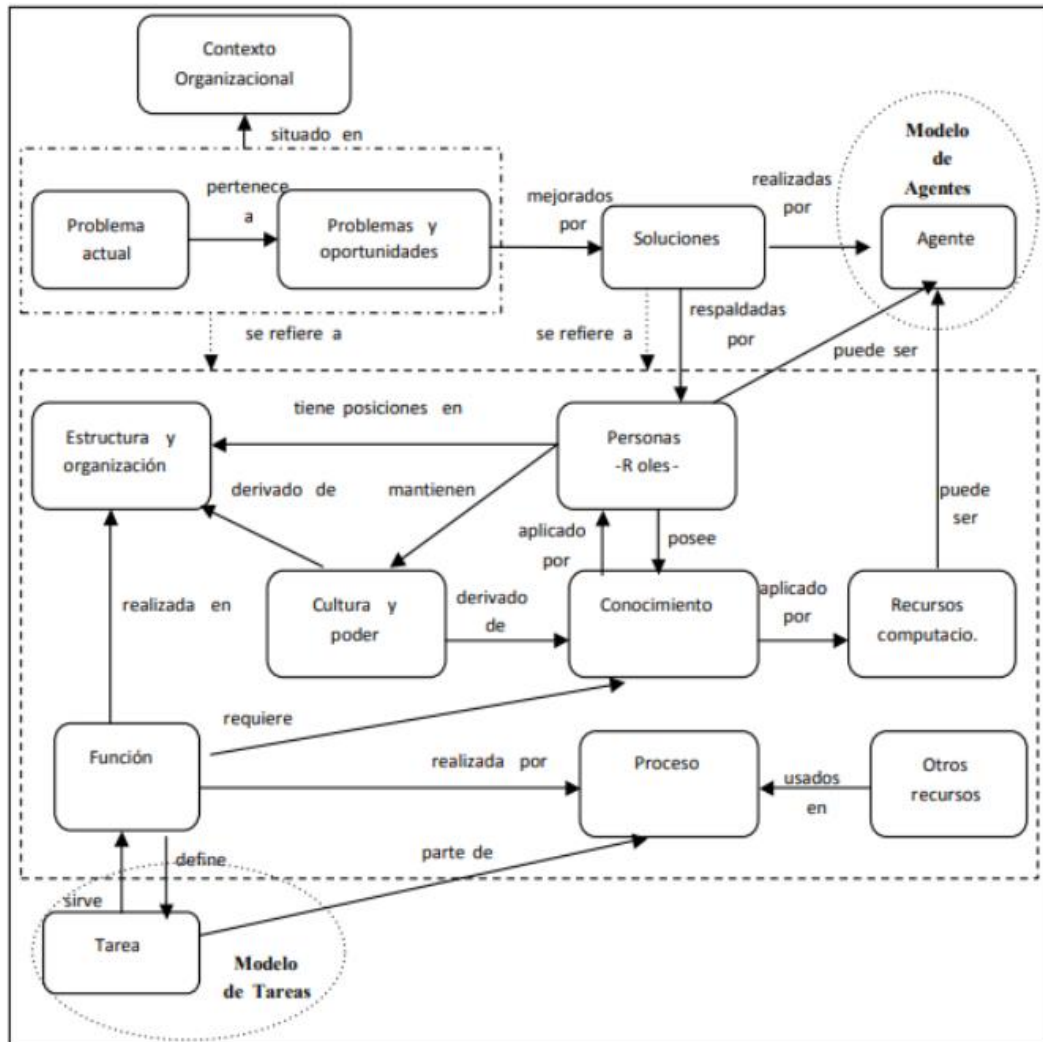 Contexto
Organizacional
situado en
Modelo
de
Agentes
pertenece
a
mejorados
por
realizadas
por
Problema
actual
Problemas y
oportunidades
Soluciones
Agente
se refiere a
se refiere a
respaldadas
por
puede ser
tiene posiciones en
Estructura y
organización
Personas
-R oles-
derivado de
mantienen
aplicado
por
posee
puede
ser
realizada en
Cultura y
poder
derivado
de
Conocimiento
aplicado
por
Recursos
computacio.
requiere
Función
realizada por
Proceso
usados
en
Otros
recursos
define
parte de
sirve
Tarea
Modelo
de Tareas